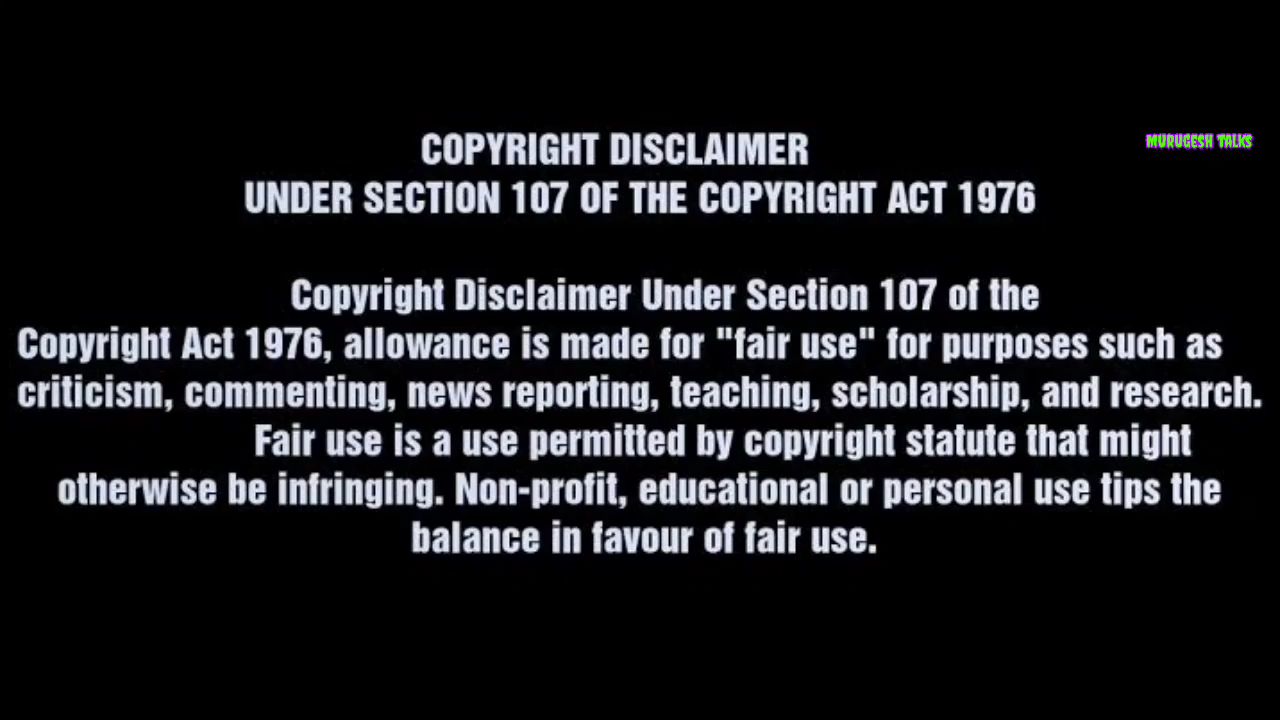 COPYRIGHT DISCLAIMER
MURUGESH TALKS
UNDER SECTION 107 OF THE COPYRIGHT ACT 1976
Copyright Disclaimer Under Section 107 of the
Copyright Act 1976, allowance is made for "fair use" for purposes such as
criticism, commenting, news reporting, teaching, scholarship, and research.
Fair use is a use permitted by copyright statute that might
otherwise be infringing. Non-profit, educational or personal use tips the
balance in favour of fair use.